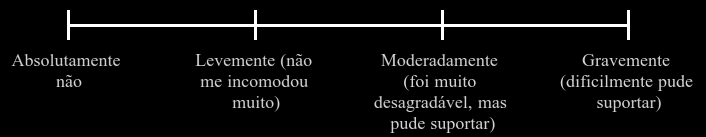 Absolutamente
não
Levemente (não
me incomodou
muito)
Moderadamente
(foi muito
desagradável, mas
pude suportar)
Gravemente
(dificilmente pude
suportar)